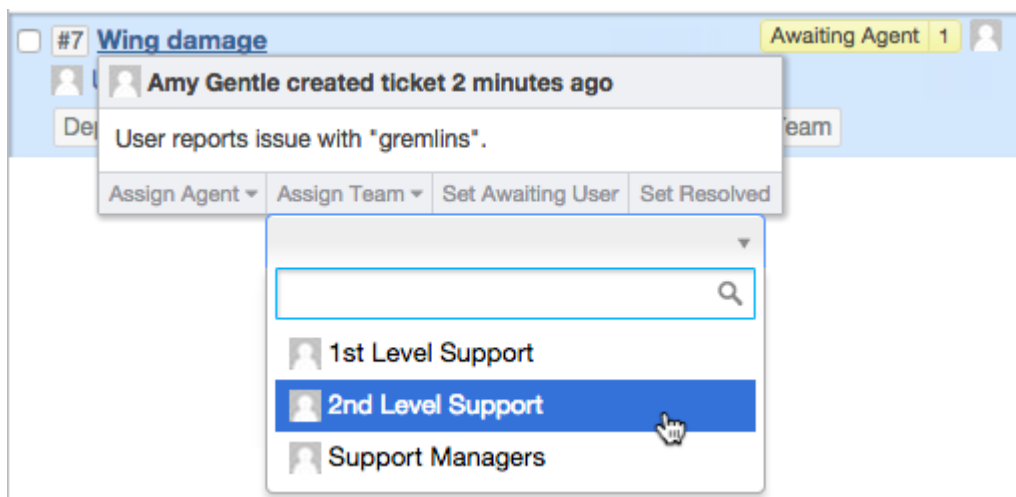 #7 Wing damage Awaiting Agent 1
Amy Gentle created ticket 2 minutes ago
User reports issue with "gremlins".
Assign Agent Assign Team Set Awaiting User Set Resolved
1st Level Support
2nd Level Support
Support Managers